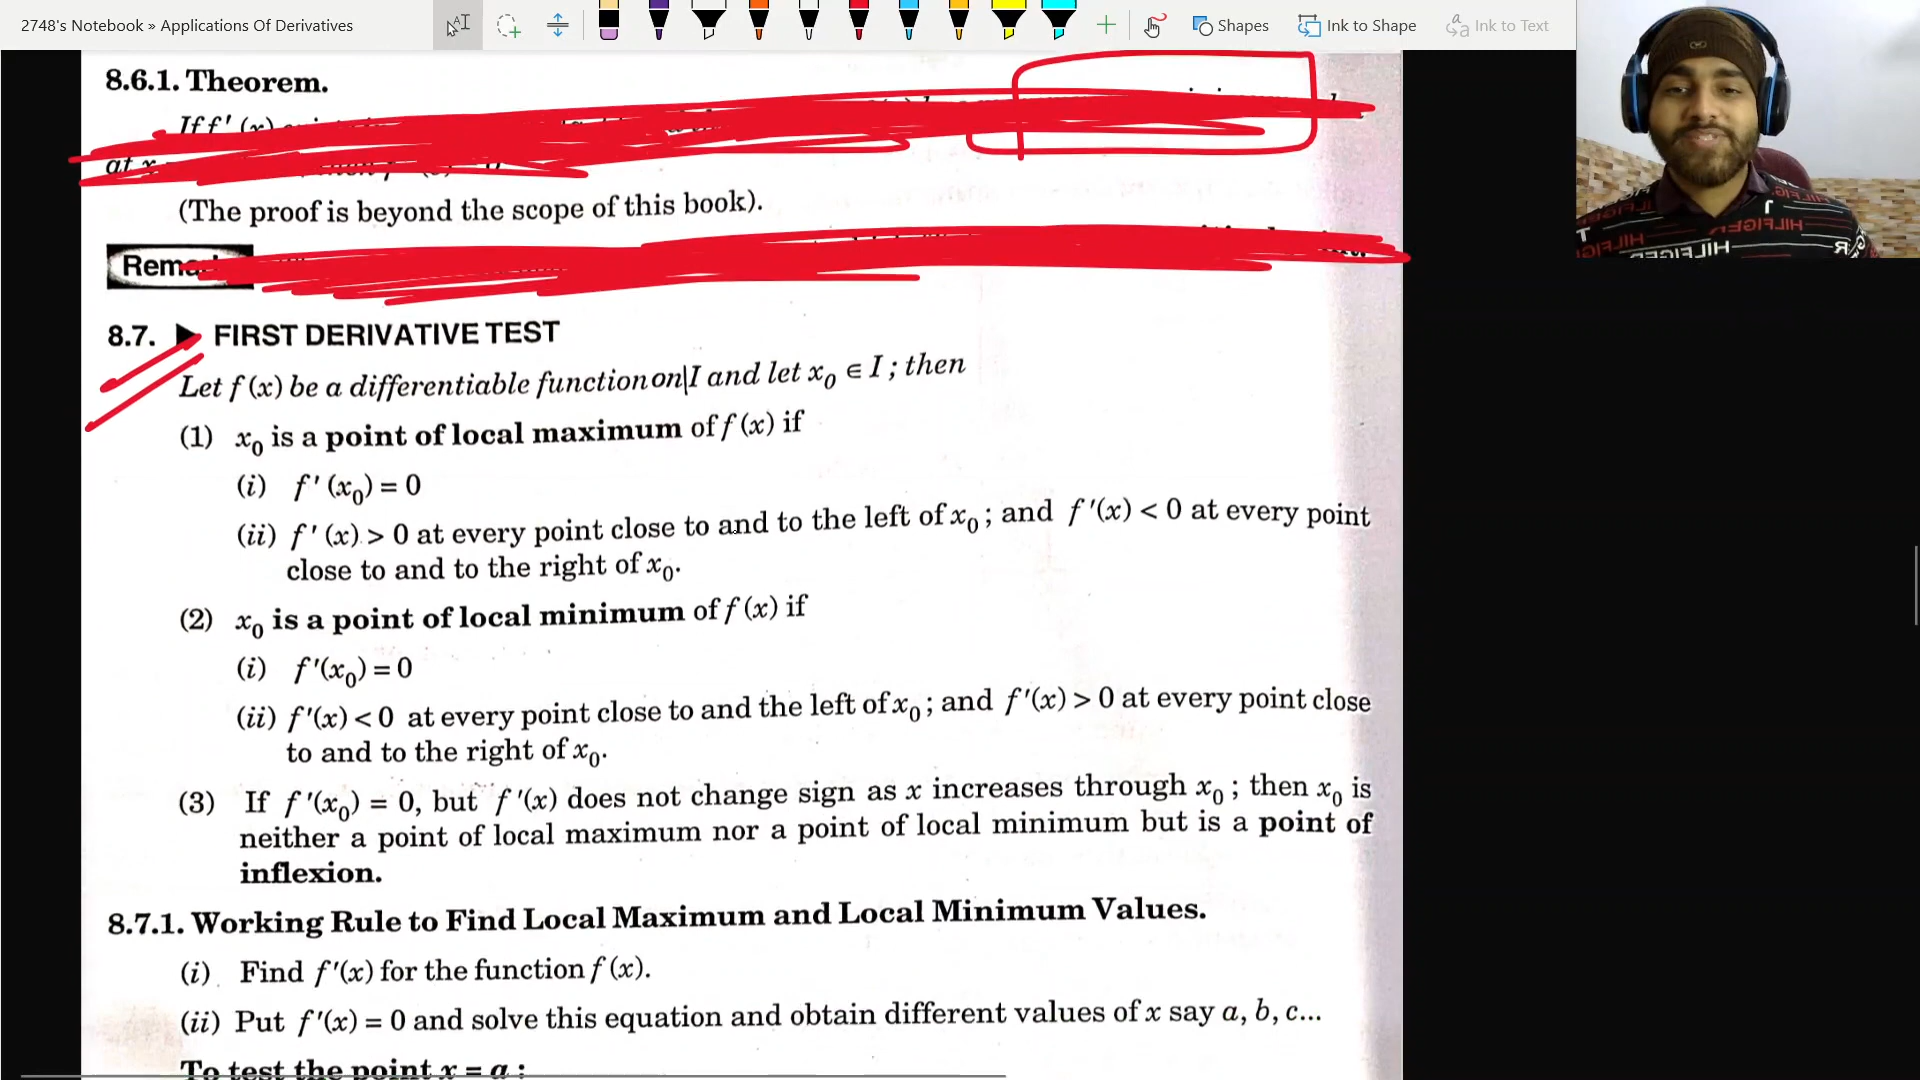 2748's Notebook » Applications Of Derivatives
Shapes
Ink to Shape
Ink to Text
8.6.1. Theorem.
If f' (x)
at x
(The proof is beyond the scope of this book).
8.7. ▶ FIRST DERIVATIVE TEST
Let f (x) be a differentiable function on I and let x₀ ∈ I ; then
(1) x₀ is a point of local maximum of f (x) if
(i) f' (x₀) = 0
(ii) f' (x) > 0 at every point close to and to the left of x₀ ; and f'(x) < 0 at every point
close to and to the right of x₀.
(2) x₀ is a point of local minimum of f (x) if
(i) f'(x₀) = 0
(ii) f'(x) < 0 at every point close to and the left of x₀ ; and f'(x) > 0 at every point close
to and to the right of x₀.
(3) If f'(x₀) = 0, but f'(x) does not change sign as x increases through x₀ ; then x₀ is
neither a point of local maximum nor a point of local minimum but is a point of
inflexion.
8.7.1. Working Rule to Find Local Maximum and Local Minimum Values.
(i) Find f'(x) for the function f (x).
(ii) Put f'(x) = 0 and solve this equation and obtain different values of x say a, b, c...
To test the point x = a :